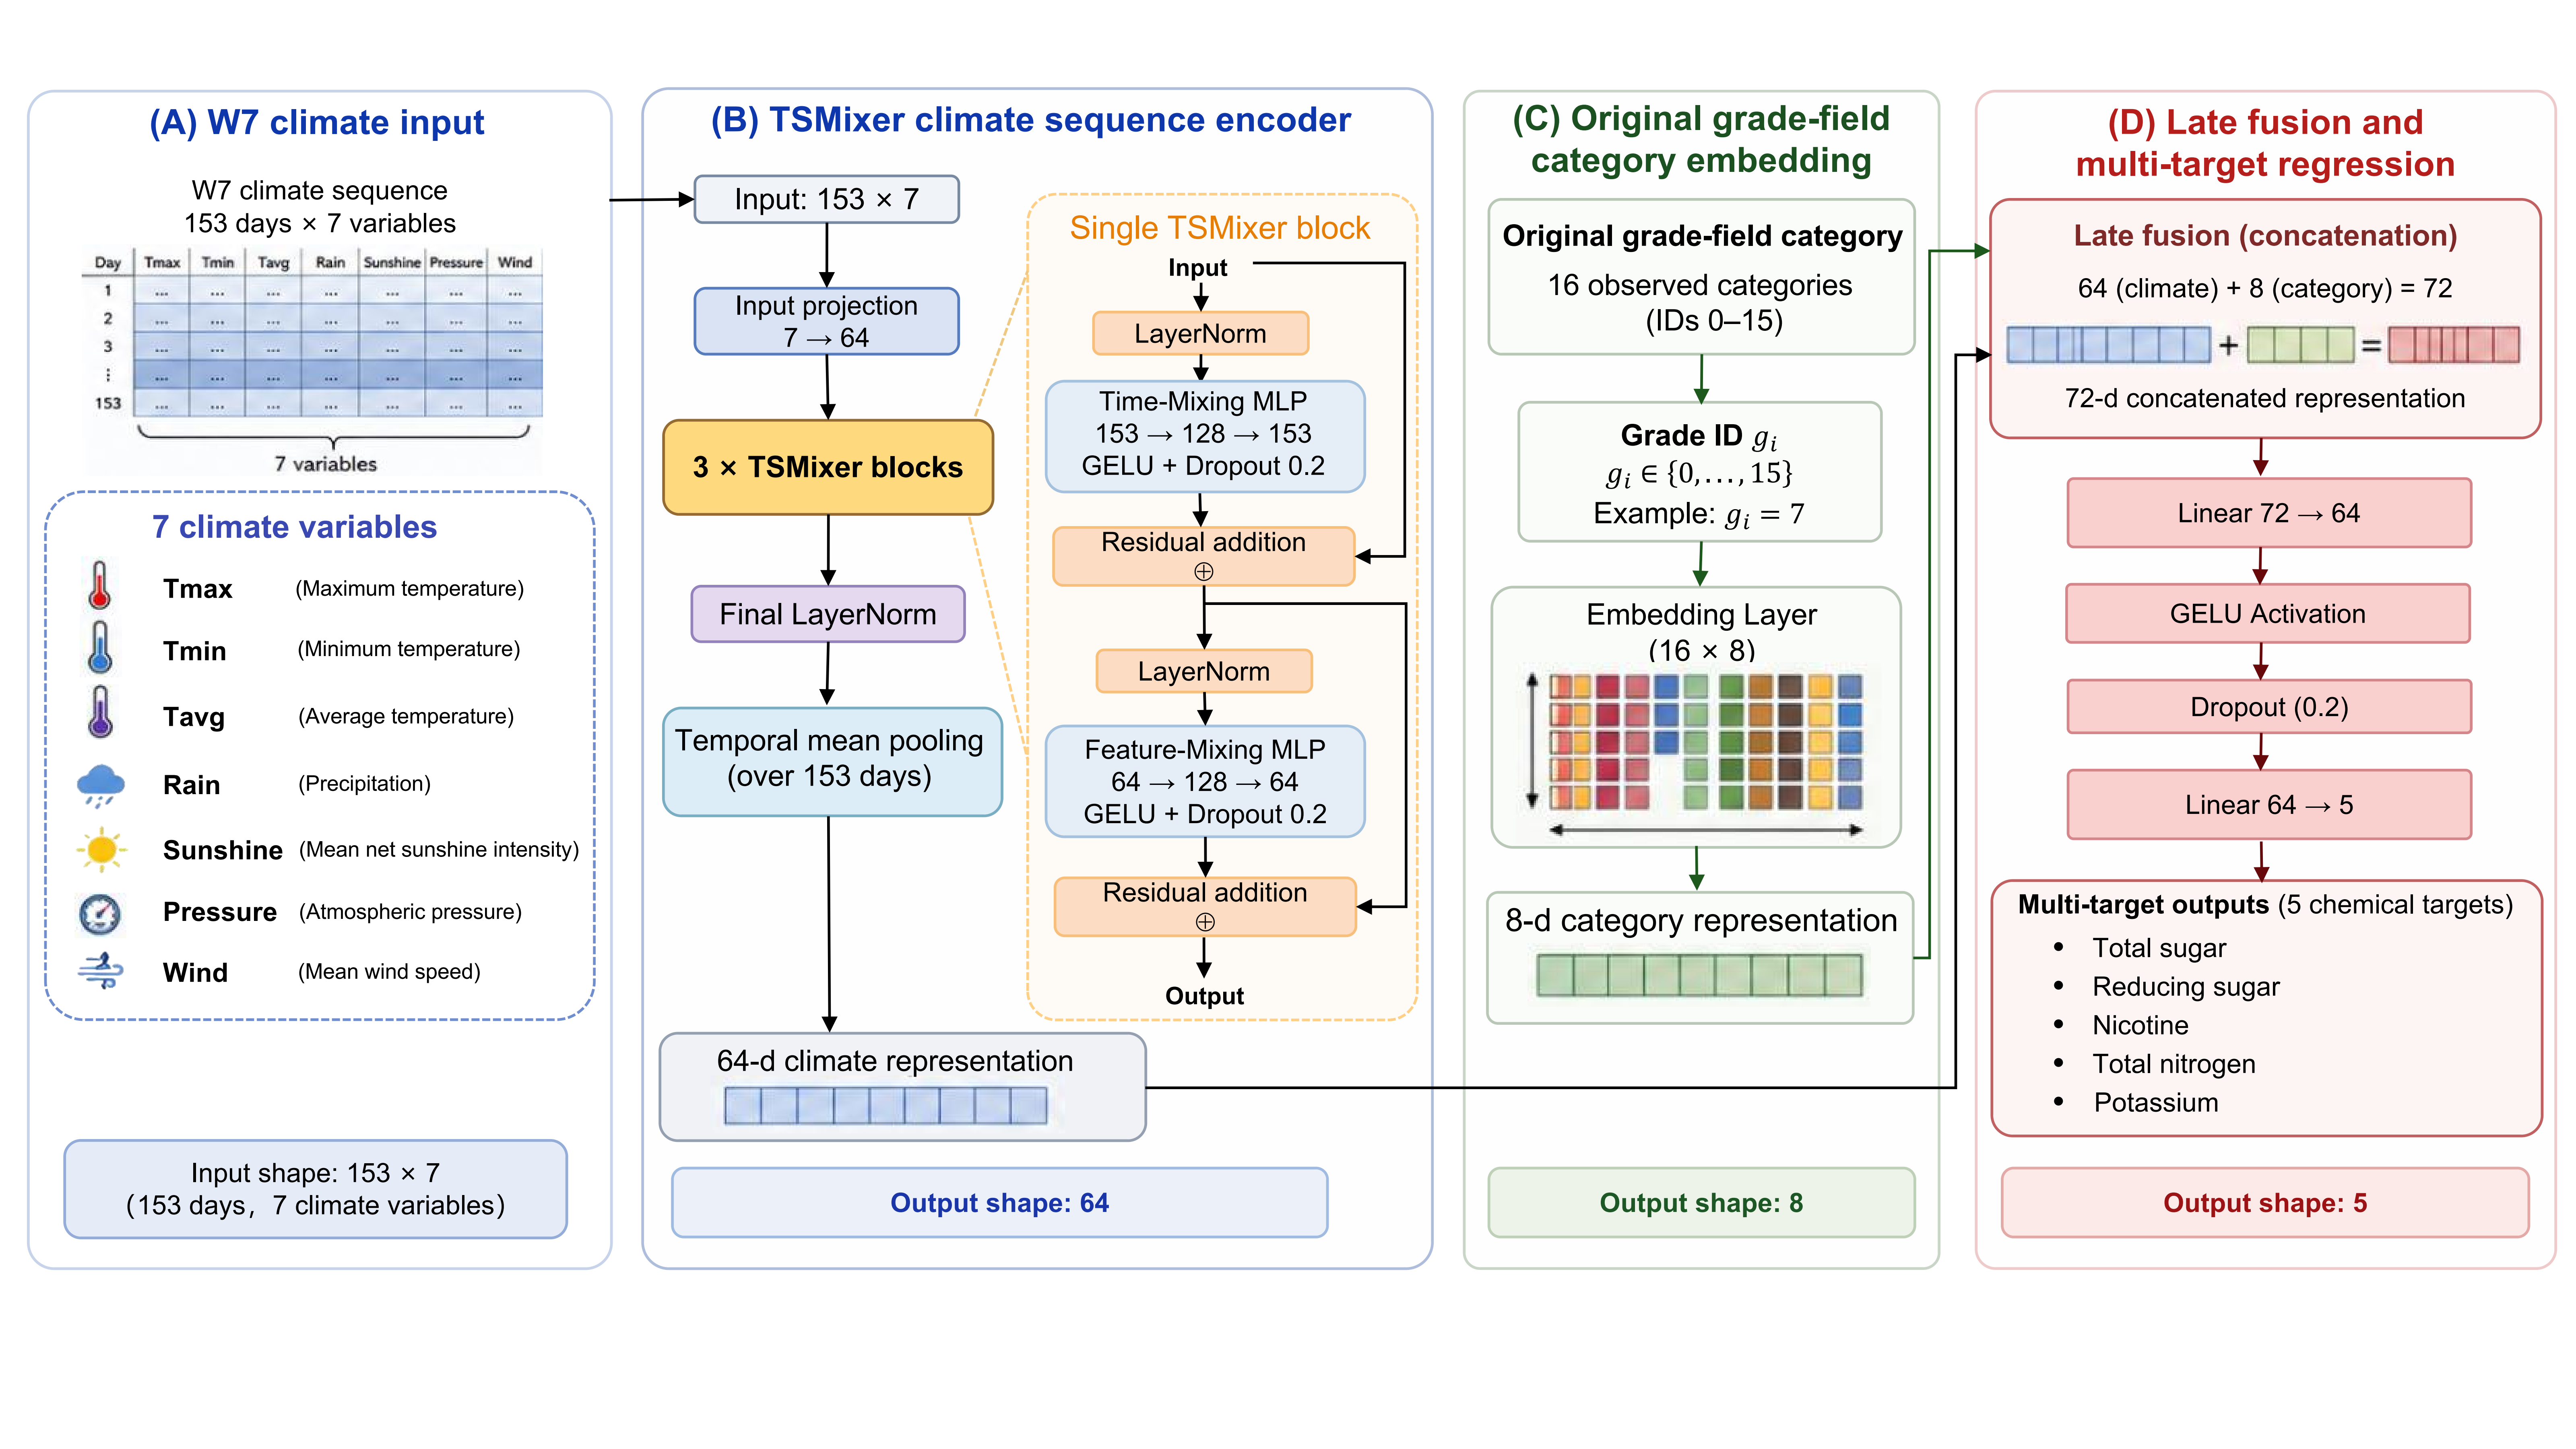 (A) W7 climate input
W7 climate sequence
153 days × 7 variables
Day Tmax Tmin Tavg Rain Sunshine Pressure Wind
1 ... ... ... ... ... ... ...
2 ... ... ... ... ... ... ...
3 ... ... ... ... ... ... ...
⋮ ... ... ... ... ... ... ...
153 ... ... ... ... ... ... ...
7 variables
7 climate variables
Tmax (Maximum temperature)
Tmin (Minimum temperature)
Tavg (Average temperature)
Rain (Precipitation)
Sunshine (Mean net sunshine intensity)
Pressure (Atmospheric pressure)
Wind (Mean wind speed)
Input shape: 153 × 7
(153 days, 7 climate variables)
(B) TSMixer climate sequence encoder
Input: 153 × 7
Input projection
7 → 64
3 × TSMixer blocks
Final LayerNorm
Temporal mean pooling
(over 153 days)
64-d climate representation
Single TSMixer block
Input
LayerNorm
Time-Mixing MLP
153 → 128 → 153
GELU + Dropout 0.2
Residual addition
⊕
LayerNorm
Feature-Mixing MLP
64 → 128 → 64
GELU + Dropout 0.2
Residual addition
⊕
Output
Output shape: 64
(C) Original grade-field
category embedding
Original grade-field category
16 observed categories
(IDs 0–15)
Grade ID gᵢ
gᵢ ∈ {0,...,15}
Example: gᵢ = 7
Embedding Layer
(16 × 8)
8-d category representation
Output shape: 8
(D) Late fusion and
multi-target regression
Late fusion (concatenation)
64 (climate) + 8 (category) = 72
+ =
72-d concatenated representation
Linear 72 → 64
GELU Activation
Dropout (0.2)
Linear 64 → 5
Multi-target outputs (5 chemical targets)
• Total sugar
• Reducing sugar
• Nicotine
• Total nitrogen
• Potassium
Output shape: 5